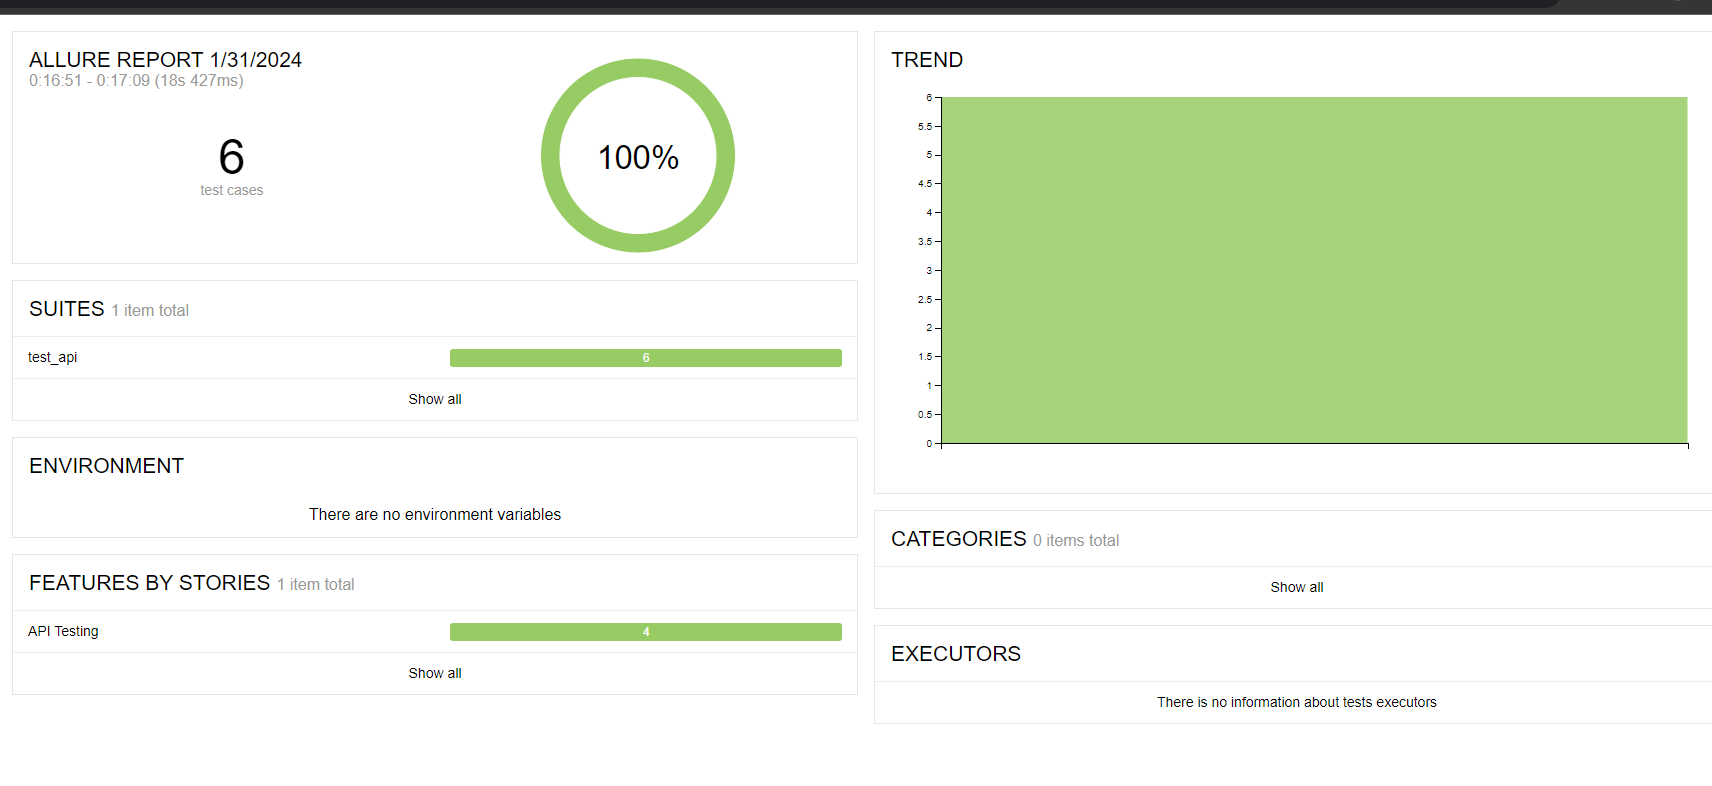 ALLURE REPORT 1/31/2024
0:16:51 - 0:17:09 (18s 427ms)
6
test cases
100%
SUITES 1 item total
test_api 6
Show all
ENVIRONMENT
There are no environment variables
FEATURES BY STORIES 1 item total
API Testing 4
Show all
TREND
6
5.5
5
4.5
4
3.5
3
2.5
2
1.5
1
0.5
0
CATEGORIES 0 items total
Show all
EXECUTORS
There is no information about tests executors